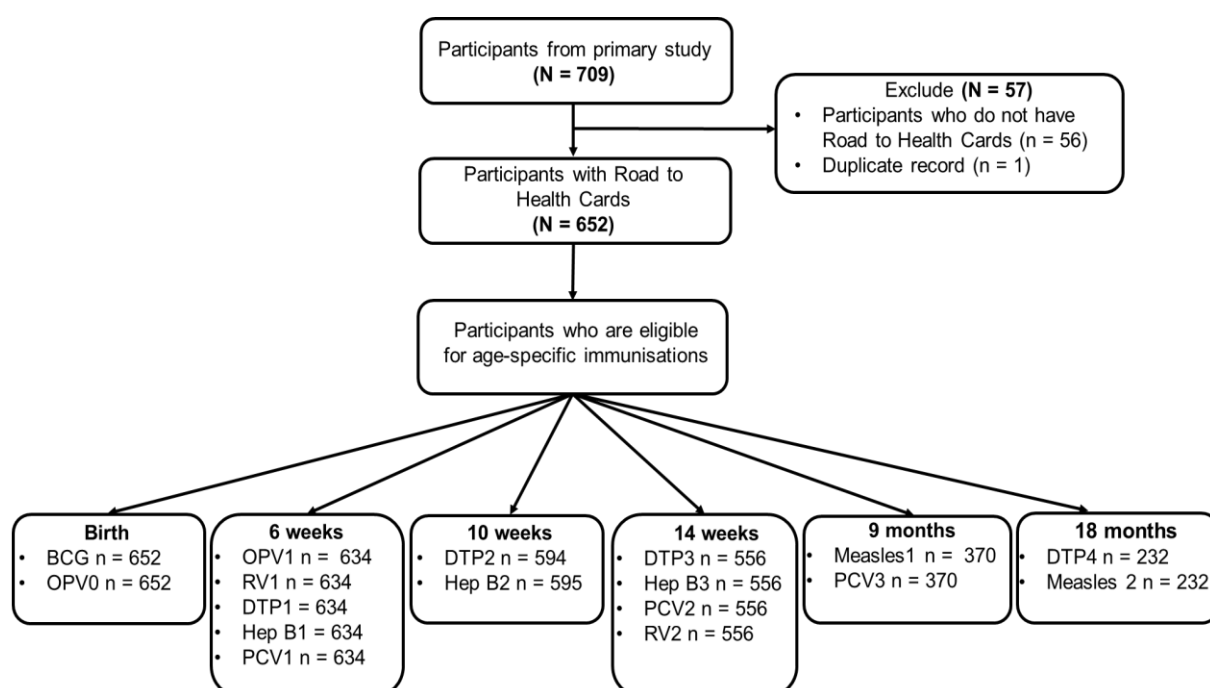 Participants from primary study
(N = 709)
Exclude (N = 57)
• Participants who do not have
Road to Health Cards (n = 56)
• Duplicate record (n = 1)
Participants with Road to
Health Cards
(N = 652)
Participants who are eligible
for age-specific immunisations
Birth
• BCG n = 652
• OPV0 n = 652
6 weeks
• OPV1 n = 634
• RV1 n = 634
• DTP1 n = 634
• Hep B1 = 634
• PCV1 n = 634
10 weeks
• DTP2 n = 594
• Hep B2 n = 595
14 weeks
• DTP3 n = 556
• Hep B3 n = 556
• PCV2 n = 556
• RV2 n = 556
9 months
• Measles1 n = 370
• PCV3 n = 370
18 months
• DTP4 n = 232
• Measles 2 n = 232